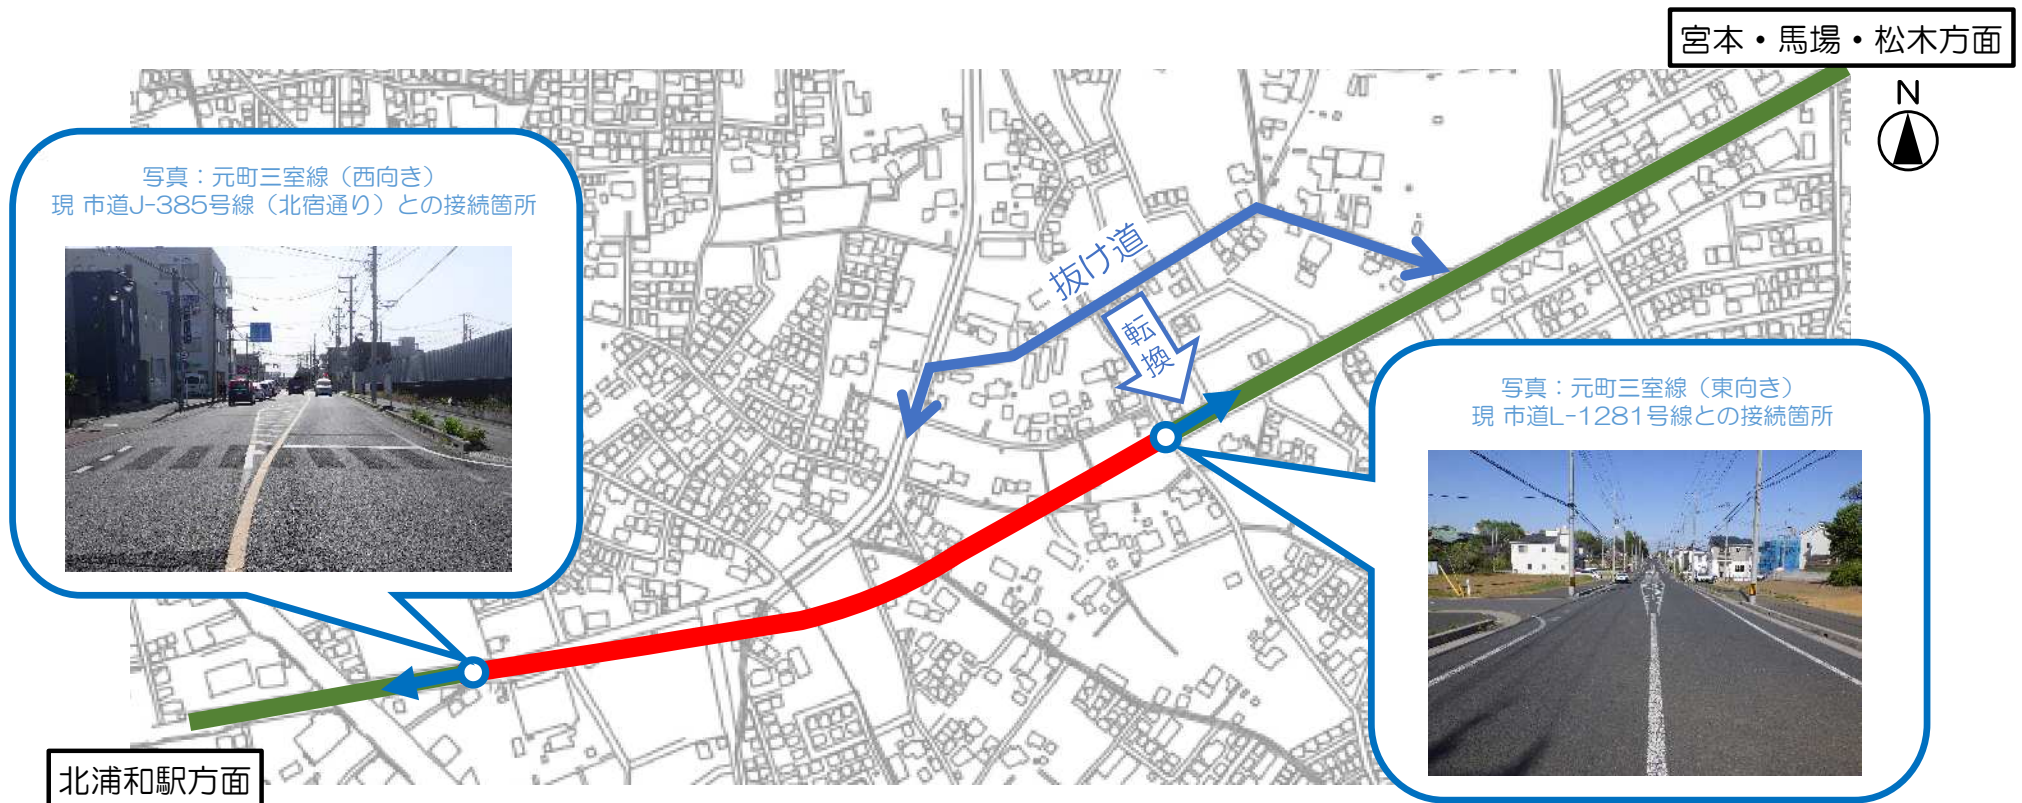 宮本・馬場・松木方面
N
写真：元町三室線（西向き）
現 市道J-385号線（北宿通り）との接続箇所
抜け道
転換
写真：元町三室線（東向き）
現 市道L-1281号線との接続箇所
北浦和駅方面